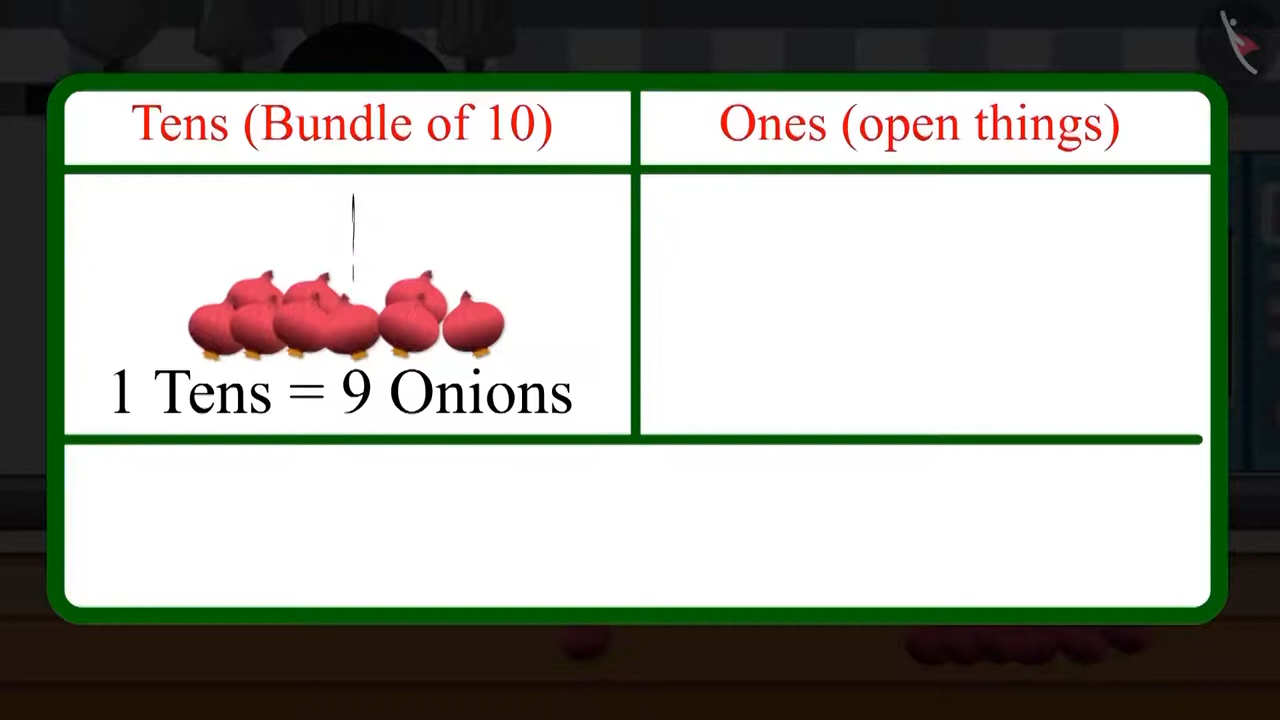 Tens (Bundle of 10)
Ones (open things)
1 Tens = 9 Onions